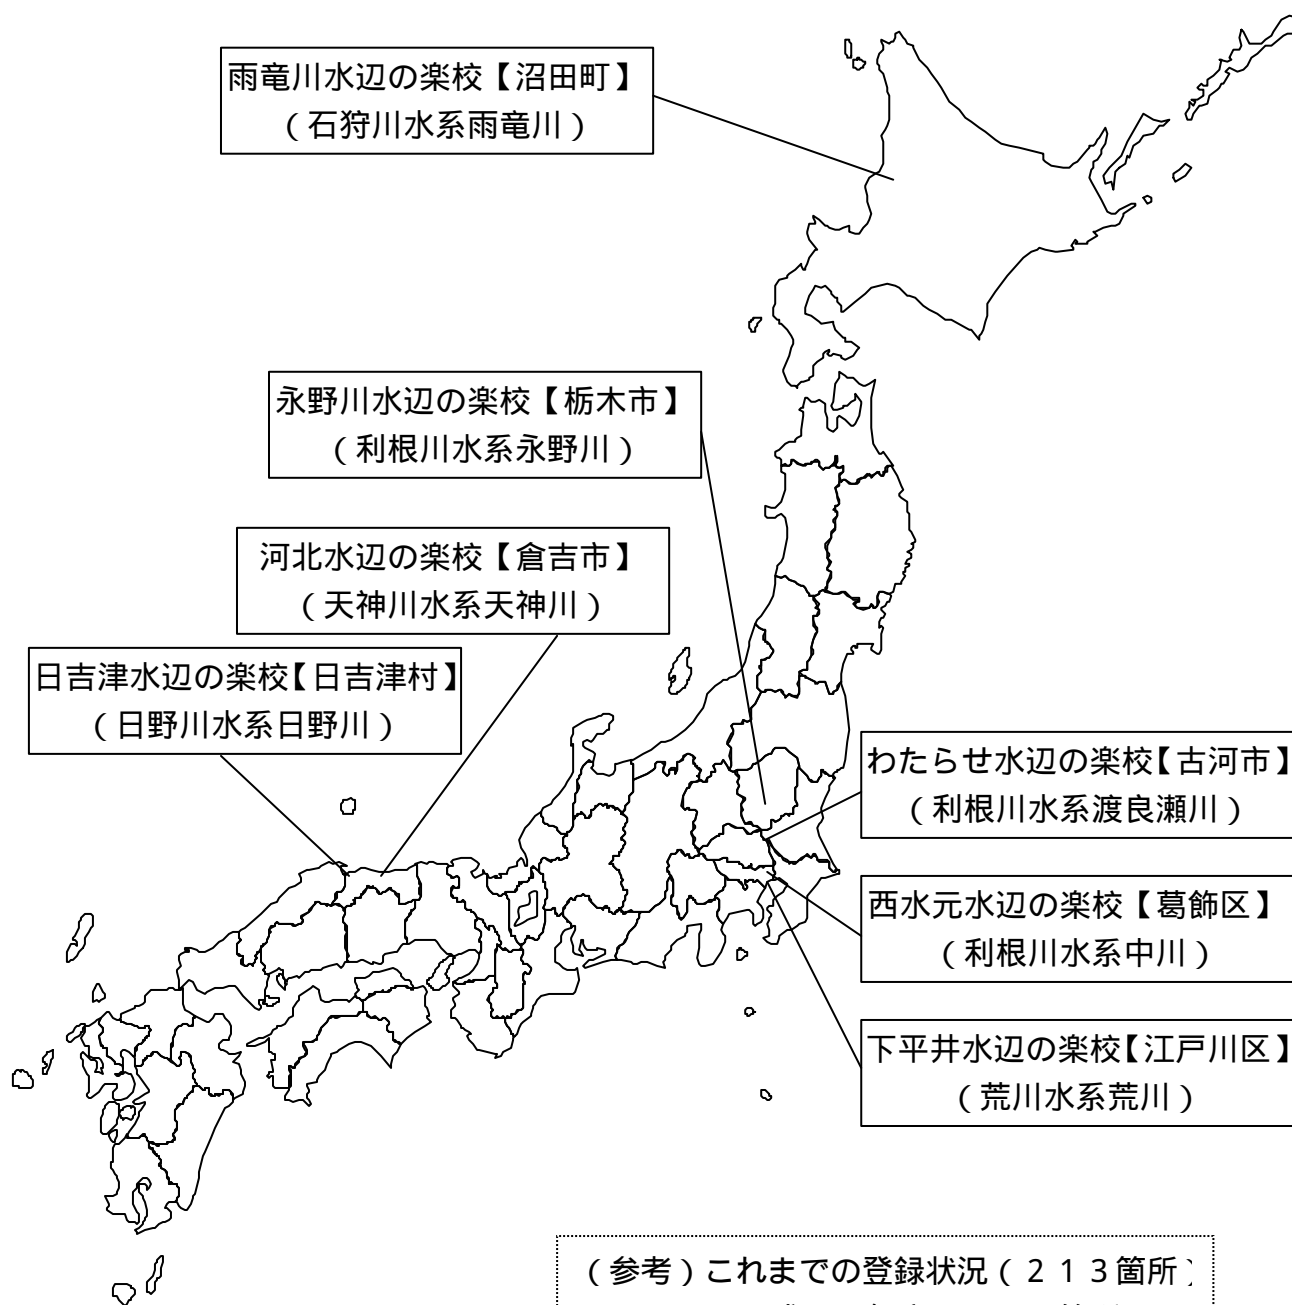 雨竜川水辺の楽校【沼田町】
（石狩川水系雨竜川）
永野川水辺の楽校【栃木市】
（利根川水系永野川）
河北水辺の楽校【倉吉市】
（天神川水系天神川）
日吉津水辺の楽校【日吉津村】
（日野川水系日野川）
わたらせ水辺の楽校【古河市】
（利根川水系渡良瀬川）
西水元水辺の楽校【葛飾区】
（利根川水系中川）
下平井水辺の楽校【江戸川区】
（荒川水系荒川）
（参考）これまでの登録状況（２１３箇所）